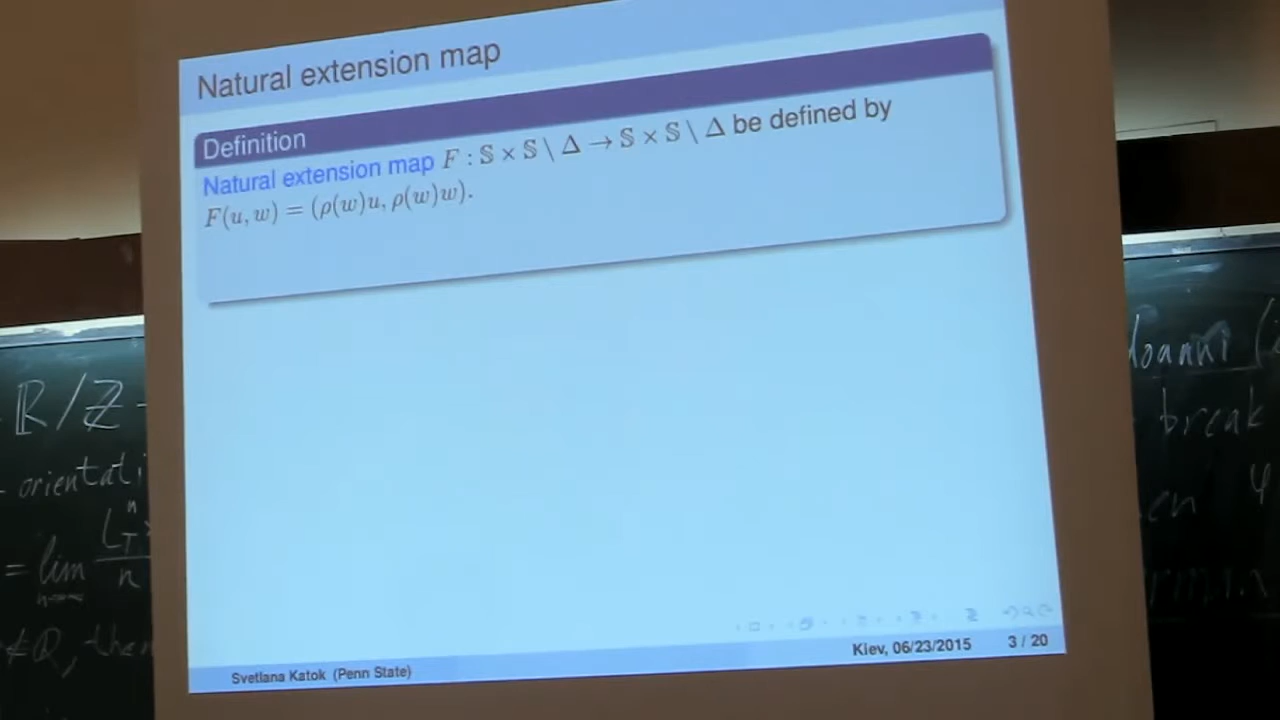 Natural extension map
Definition
Natural extension map F : 𝕊 × 𝕊 \ Δ → 𝕊 × 𝕊 \ Δ be defined by
F(u, w) = (ρ(w)u, ρ(w)w).
Svetlana Katok (Penn State)
Kiev, 06/23/2015
3 / 20
ℝ/ℤ
= lim
n
break